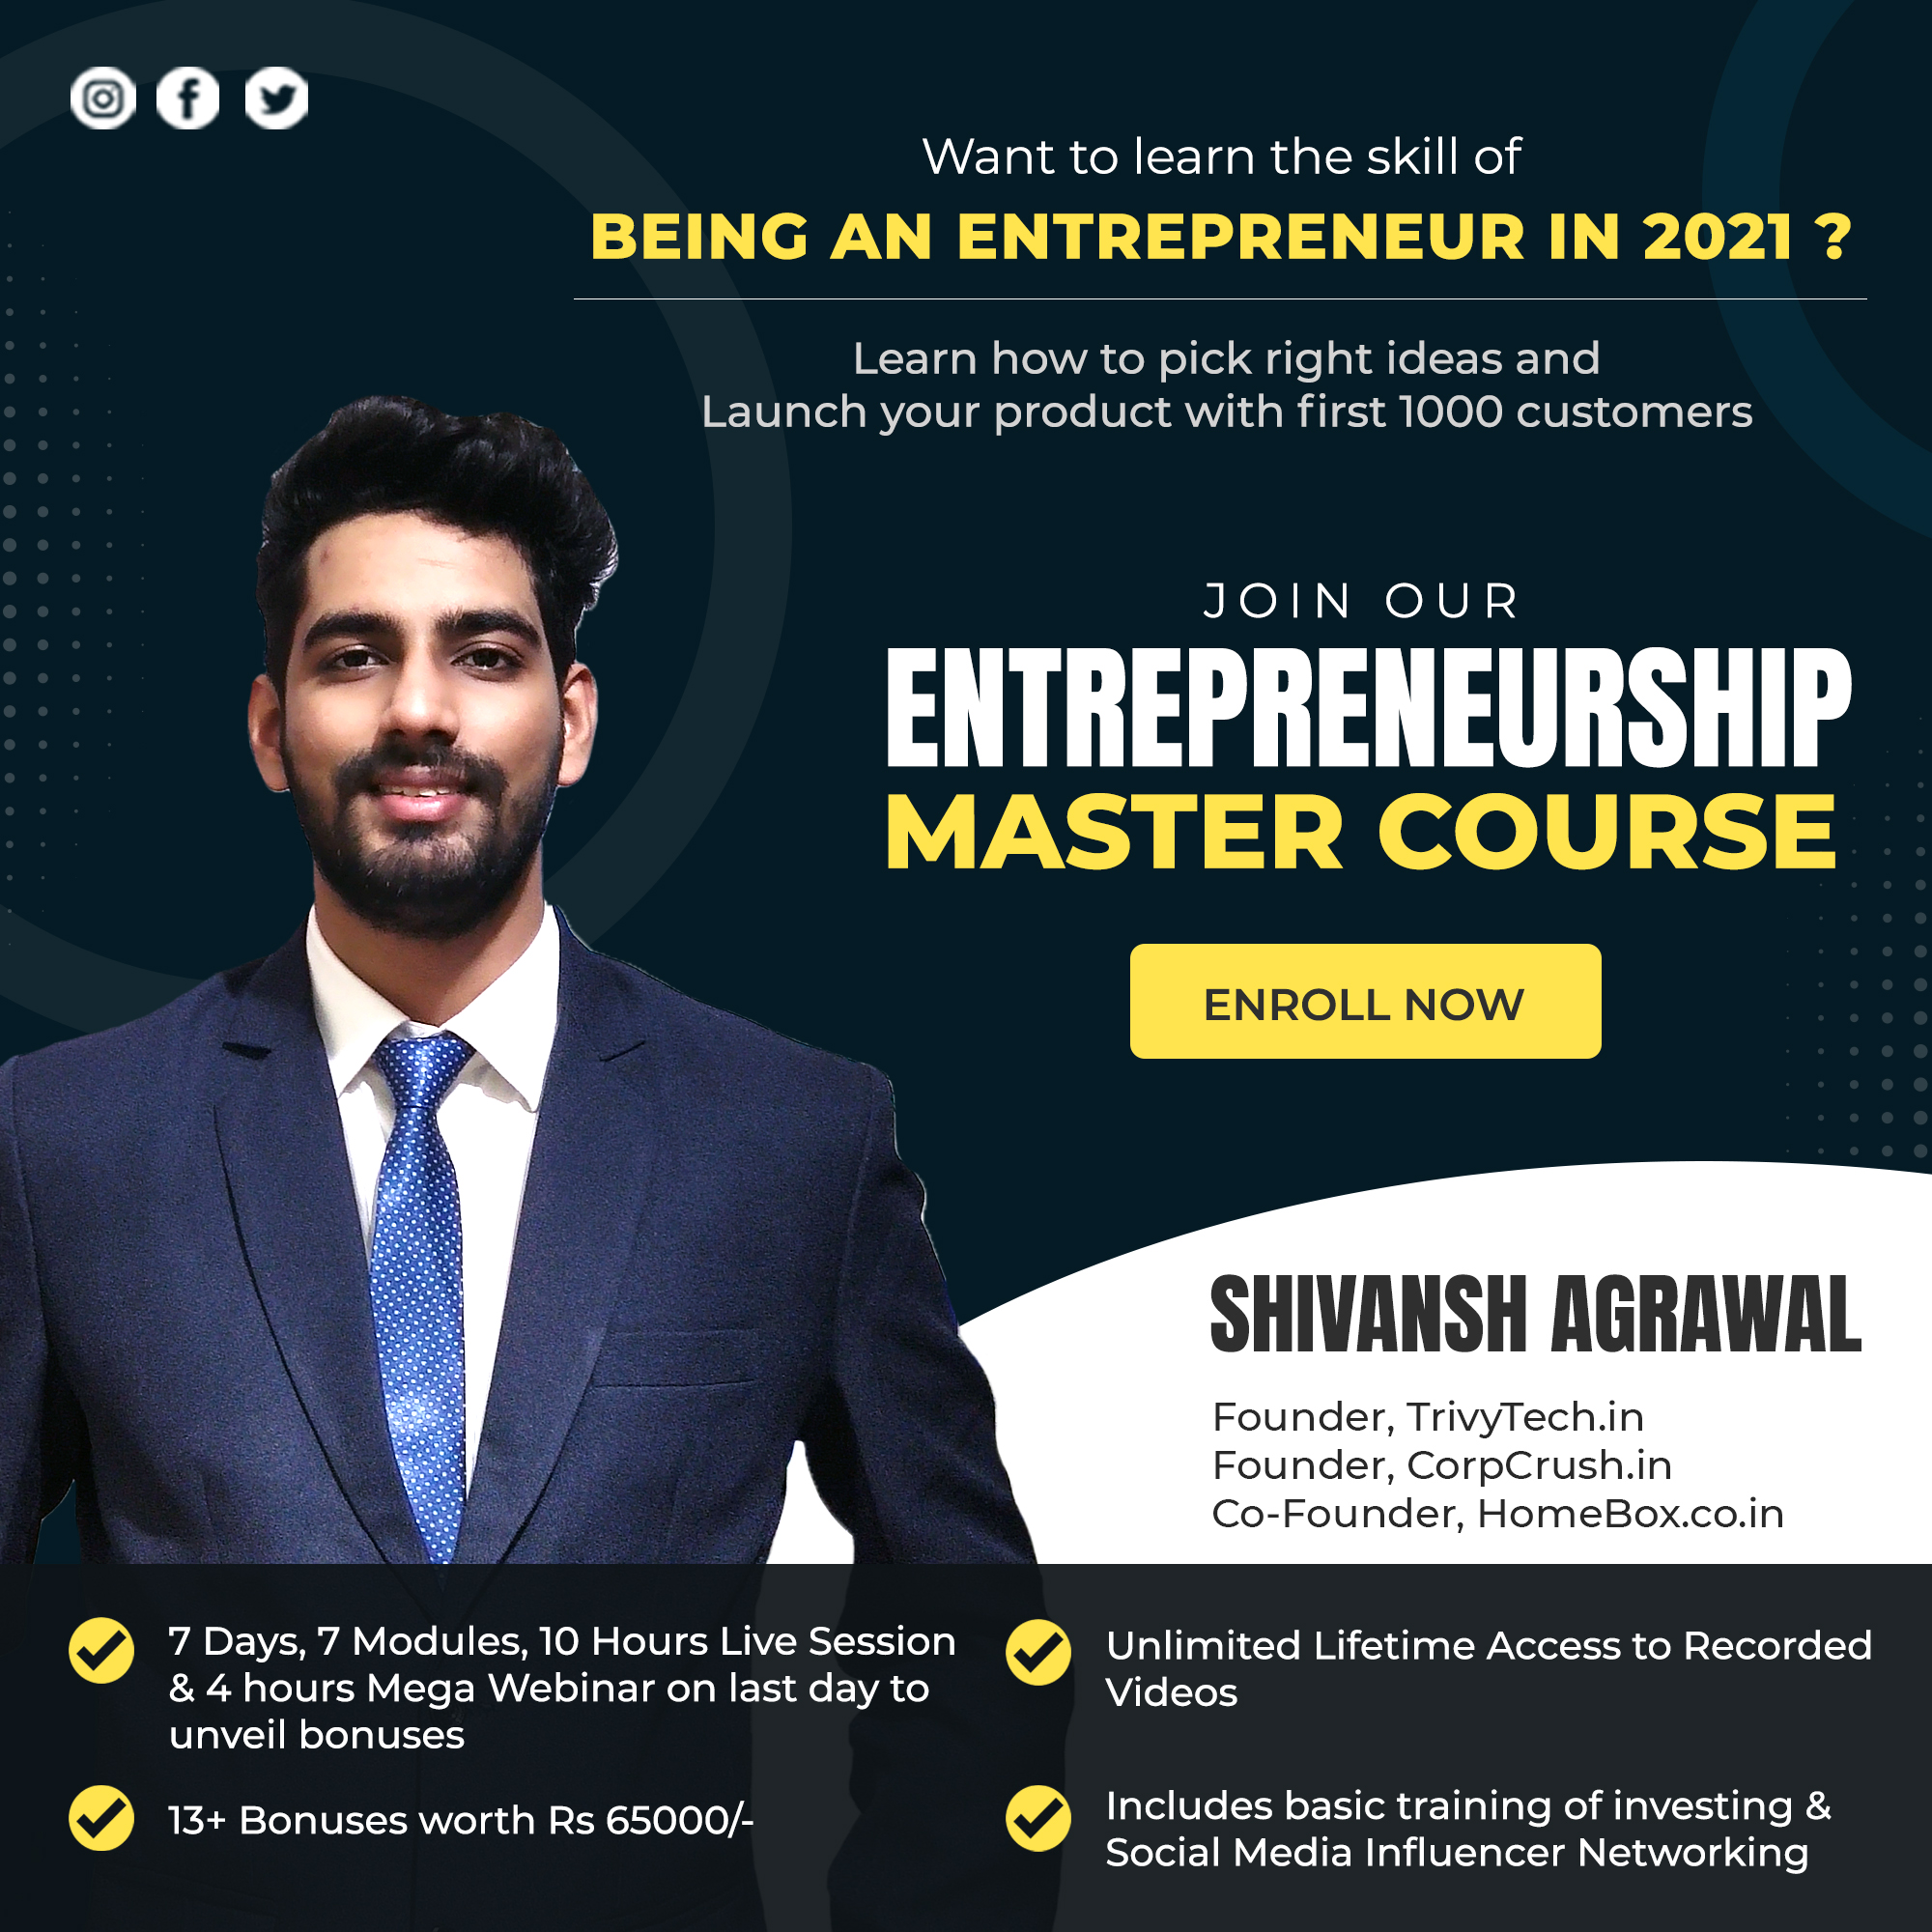 Want to learn the skill of
BEING AN ENTREPRENEUR IN 2021 ?
Learn how to pick right ideas and
Launch your product with first 1000 customers
JOIN OUR
ENTREPRENEURSHIP
MASTER COURSE
ENROLL NOW
SHIVANSH AGRAWAL
Founder, TrivyTech.in
Founder, CorpCrush.in
Co-Founder, HomeBox.co.in
7 Days, 7 Modules, 10 Hours Live Session
& 4 hours Mega Webinar on last day to
unveil bonuses
13+ Bonuses worth Rs 65000/-
Unlimited Lifetime Access to Recorded
Videos
Includes basic training of investing &
Social Media Influencer Networking